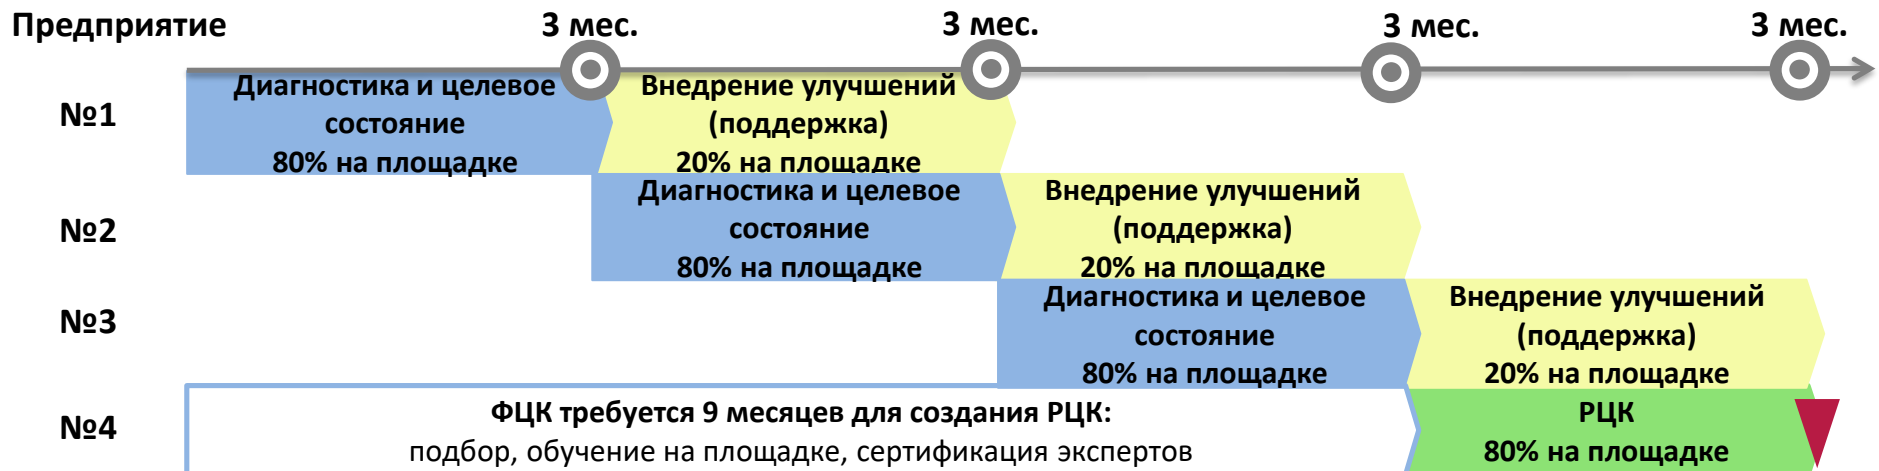 Предприятие
3 мес.
3 мес.
3 мес.
3 мес.
№1
Диагностика и целевое
состояние
80% на площадке
Внедрение улучшений
(поддержка)
20% на площадке
№2
Диагностика и целевое
состояние
80% на площадке
Внедрение улучшений
(поддержка)
20% на площадке
№3
Диагностика и целевое
состояние
80% на площадке
Внедрение улучшений
(поддержка)
20% на площадке
№4
ФЦК требуется 9 месяцев для создания РЦК:
подбор, обучение на площадке, сертификация экспертов
РЦК
80% на площадке